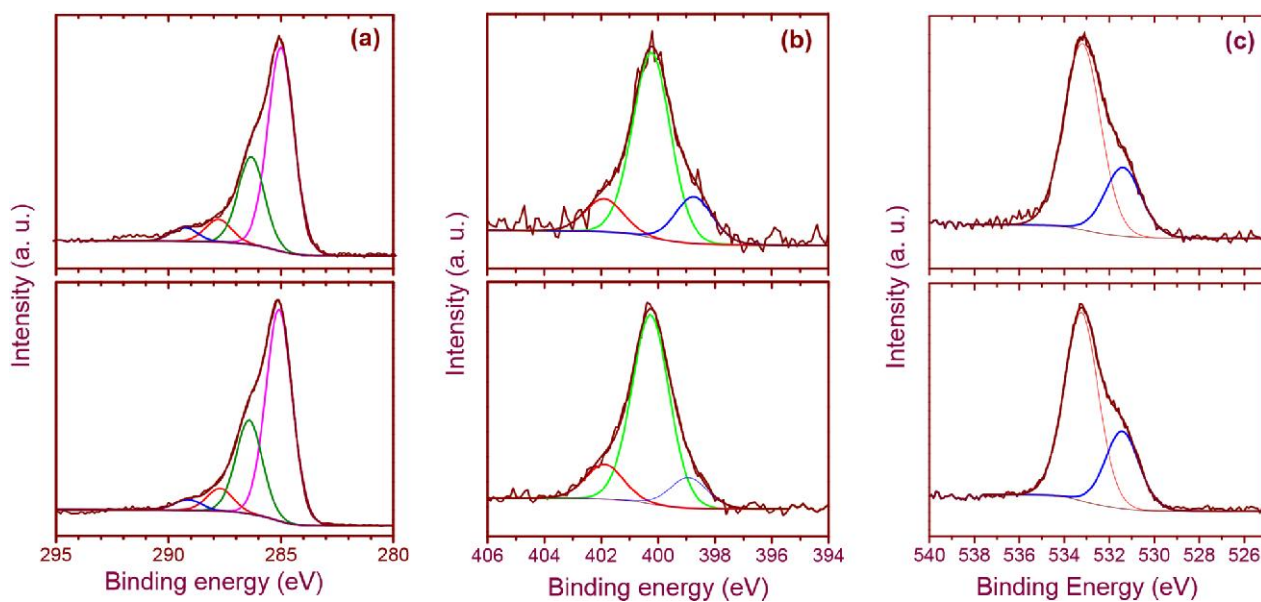 (a)
(b)
(c)
Intensity (a. u.)
Intensity (a. u.)
Intensity (a. u.)
295 290 285 280
406 404 402 400 398 396 394
540 538 536 534 532 530 528 526
Binding energy (eV)
Binding energy (eV)
Binding Energy (eV)